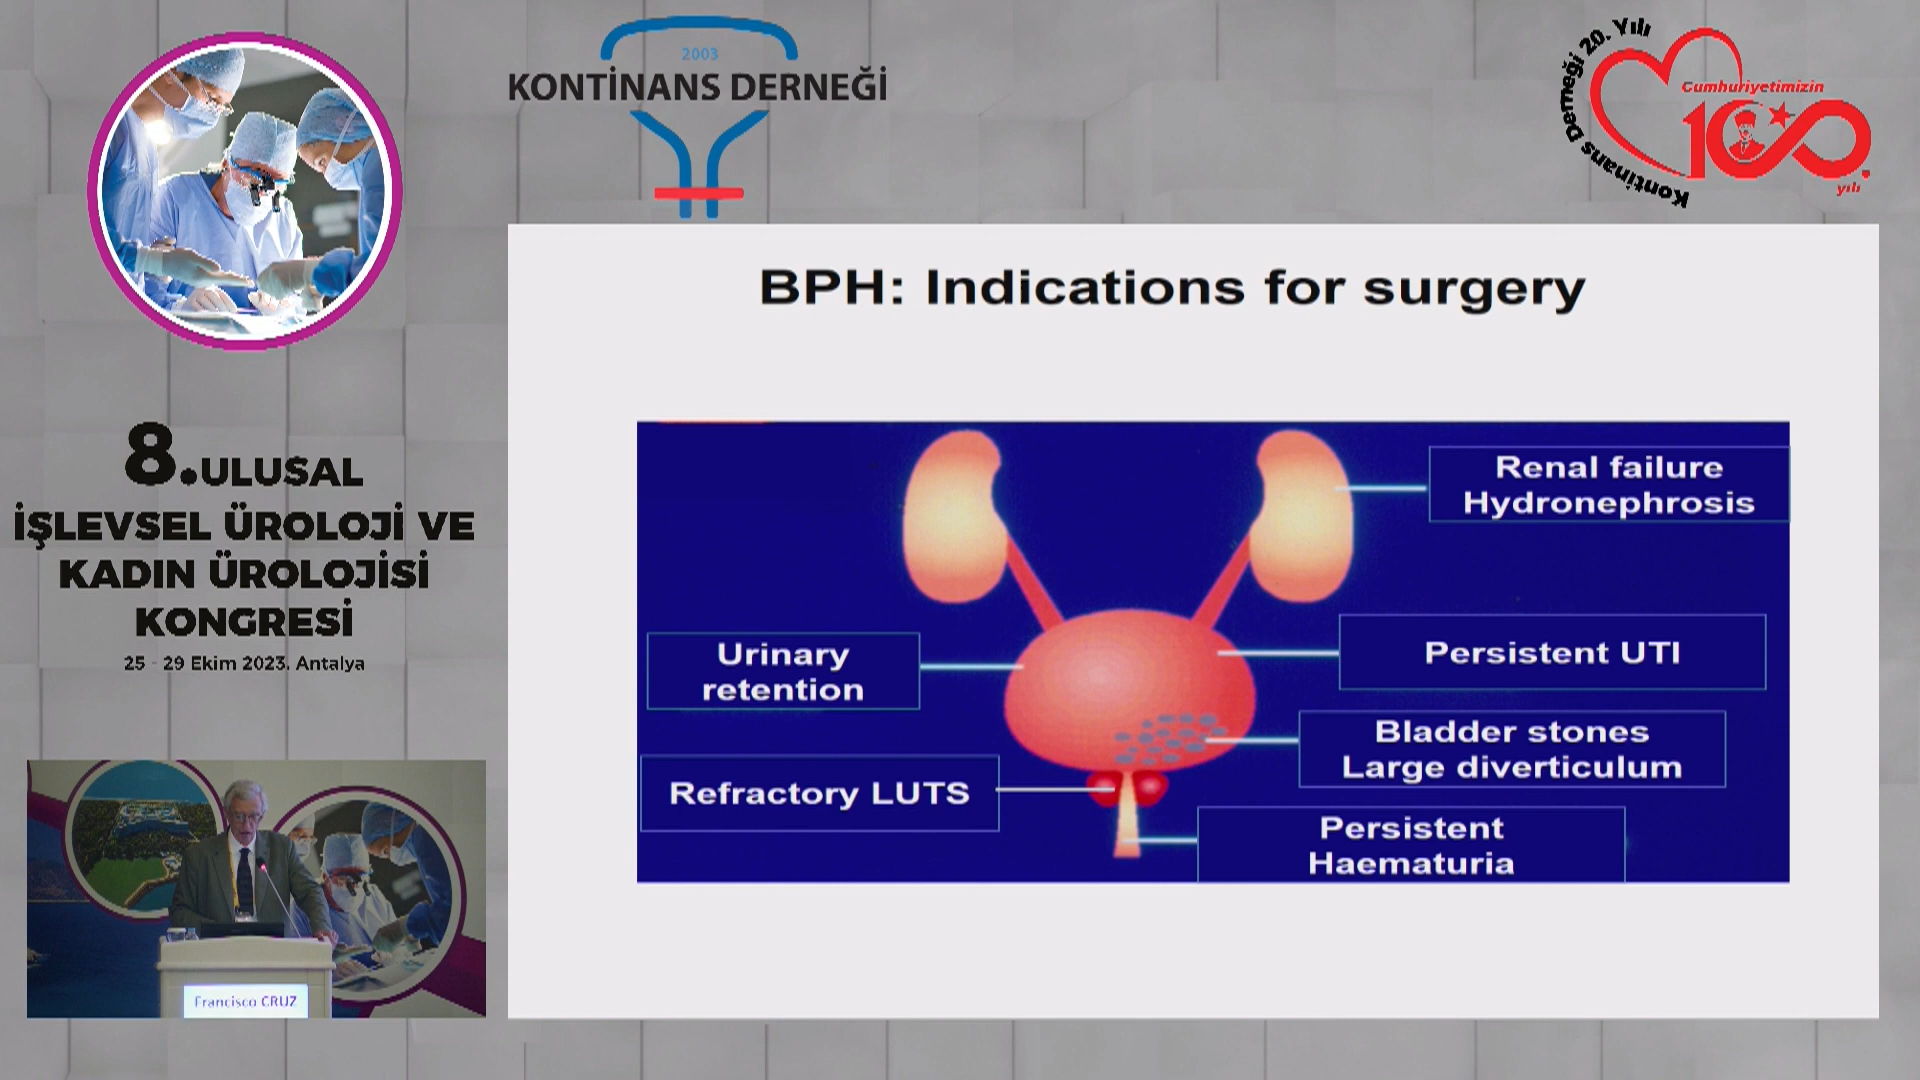 2003
KONTİNANS DERNEĞİ
Kontinans Derneği 20. Yılı
Cumhuriyetimizin
100.
yılı
8.ULUSAL
İŞLEVSEL ÜROLOJİ VE
KADIN ÜROLOJİSİ
KONGRESİ
25 - 29 Ekim 2023. Antalya
Francisco CRUZ
BPH: Indications for surgery
Renal failure
Hydronephrosis
Urinary
retention
Persistent UTI
Bladder stones
Large diverticulum
Refractory LUTS
Persistent
Haematuria